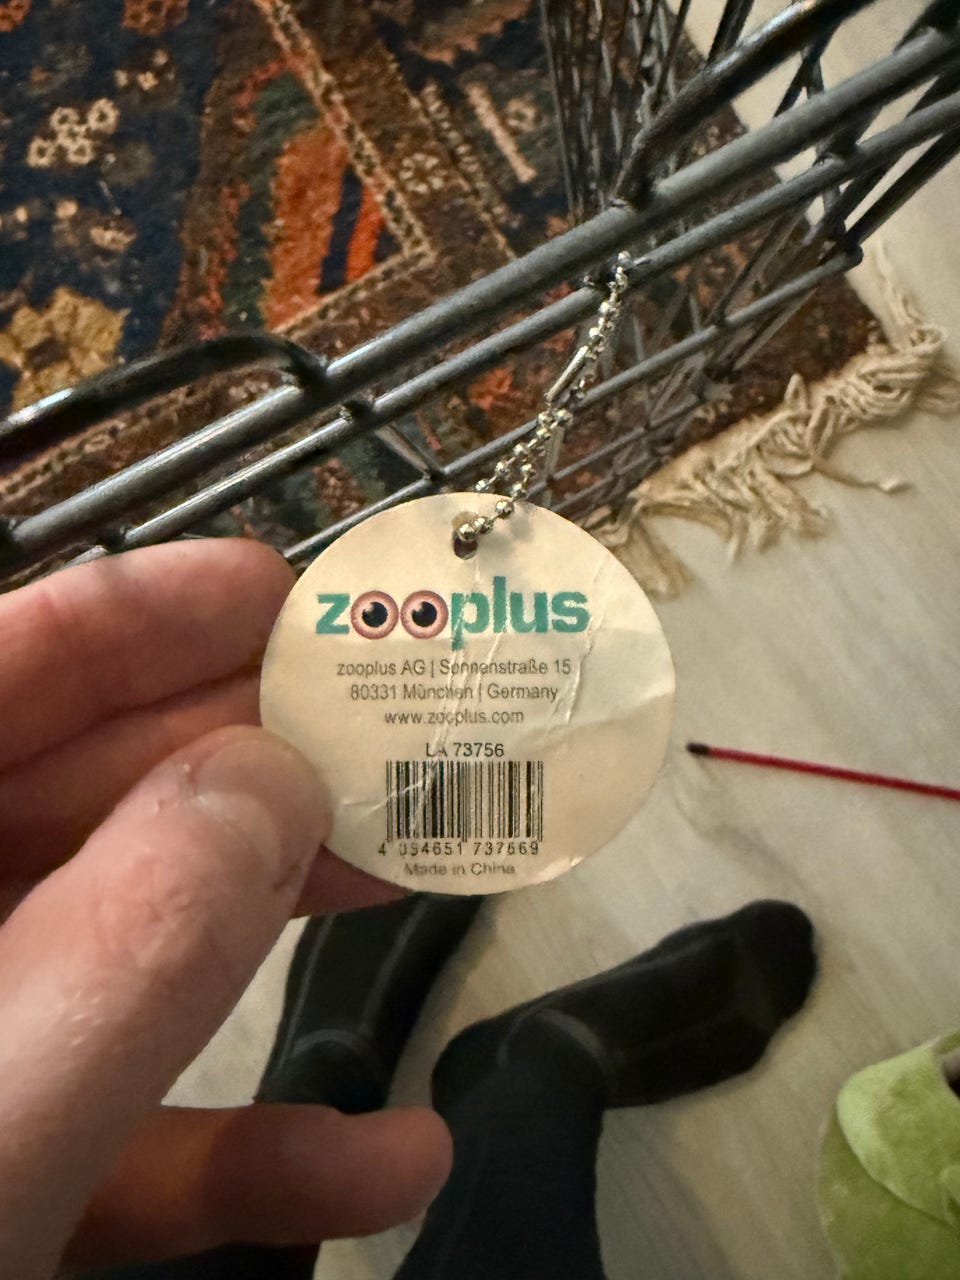 zooplus
zooplus AG | Sonnenstraße 15
80331 München | Germany
www.zooplus.com
LA 73756
4 094651 737569
Made in China